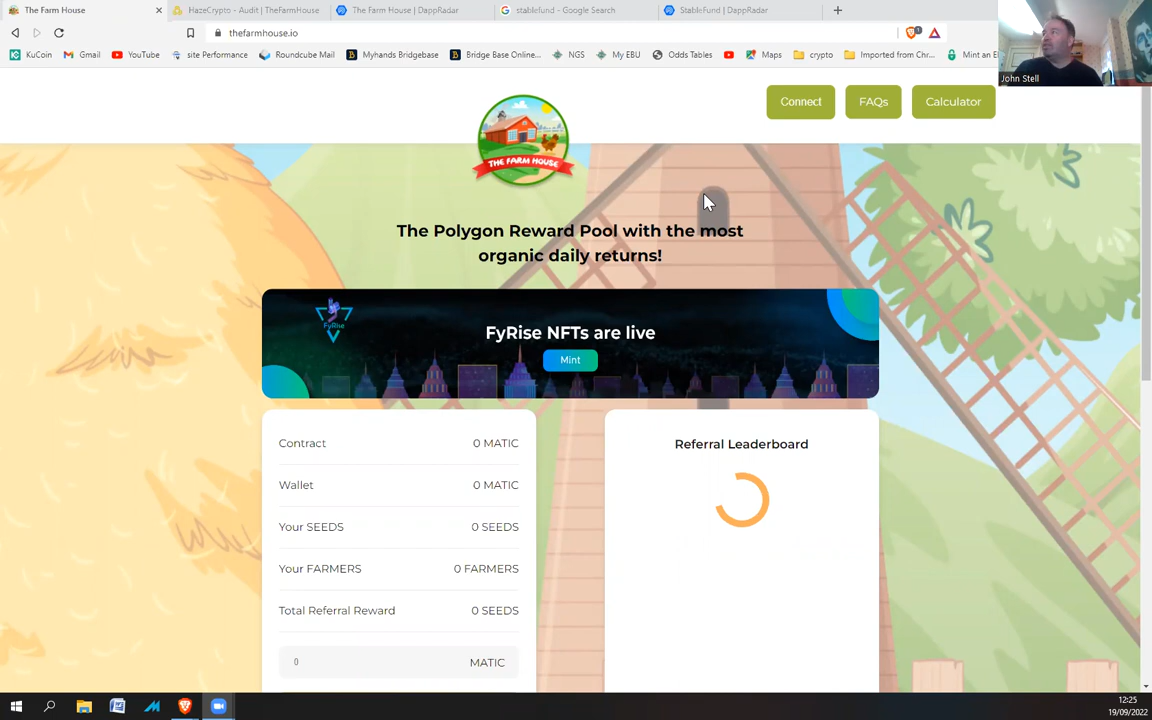 The Farm House
HazeCrypto - Audit | TheFarmHouse
The Farm House | DappRadar
stablefund - Google Search
StableFund | DappRadar
thefarmhouse.io
KuCoin
Gmail
YouTube
site Performance
Roundcube Mail
Myhands Bridgebase
Bridge Base Online...
NGS
My EBU
Odds Tables
Maps
crypto
Imported from Chr...
Mint an E
John Stell
Connect
FAQs
Calculator
THE FARM HOUSE
The Polygon Reward Pool with the most
organic daily returns!
FyRise
FyRise NFTs are live
Mint
Contract 0 MATIC
Wallet 0 MATIC
Your SEEDS 0 SEEDS
Your FARMERS 0 FARMERS
Total Referral Reward 0 SEEDS
0 MATIC
Referral Leaderboard
12:25
19/09/2022